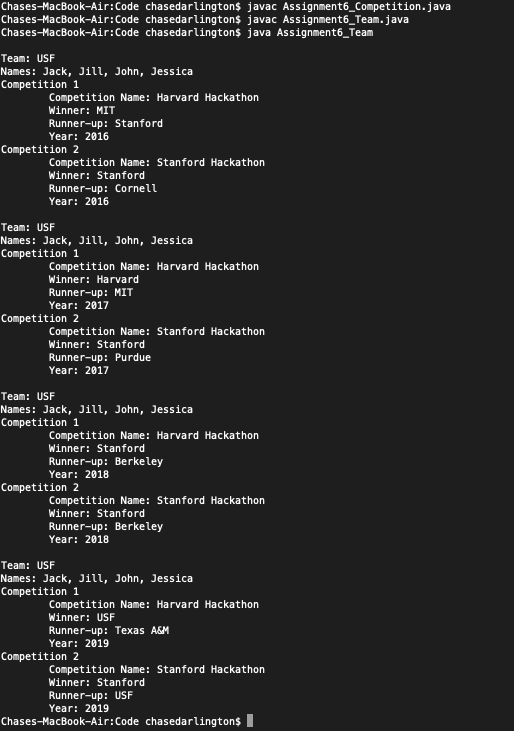 Chases-MacBook-Air:Code chasedarlington$ javac Assignment6_Competition.java
Chases-MacBook-Air:Code chasedarlington$ javac Assignment6_Team.java
Chases-MacBook-Air:Code chasedarlington$ java Assignment6_Team
Team: USF
Names: Jack, Jill, John, Jessica
Competition 1
Competition Name: Harvard Hackathon
Winner: MIT
Runner-up: Stanford
Year: 2016
Competition 2
Competition Name: Stanford Hackathon
Winner: Stanford
Runner-up: Cornell
Year: 2016
Team: USF
Names: Jack, Jill, John, Jessica
Competition 1
Competition Name: Harvard Hackathon
Winner: Harvard
Runner-up: MIT
Year: 2017
Competition 2
Competition Name: Stanford Hackathon
Winner: Stanford
Runner-up: Purdue
Year: 2017
Team: USF
Names: Jack, Jill, John, Jessica
Competition 1
Competition Name: Harvard Hackathon
Winner: Stanford
Runner-up: Berkeley
Year: 2018
Competition 2
Competition Name: Stanford Hackathon
Winner: Stanford
Runner-up: Berkeley
Year: 2018
Team: USF
Names: Jack, Jill, John, Jessica
Competition 1
Competition Name: Harvard Hackathon
Winner: USF
Runner-up: Texas A&M
Year: 2019
Competition 2
Competition Name: Stanford Hackathon
Winner: Stanford
Runner-up: USF
Year: 2019
Chases-MacBook-Air:Code chasedarlington$